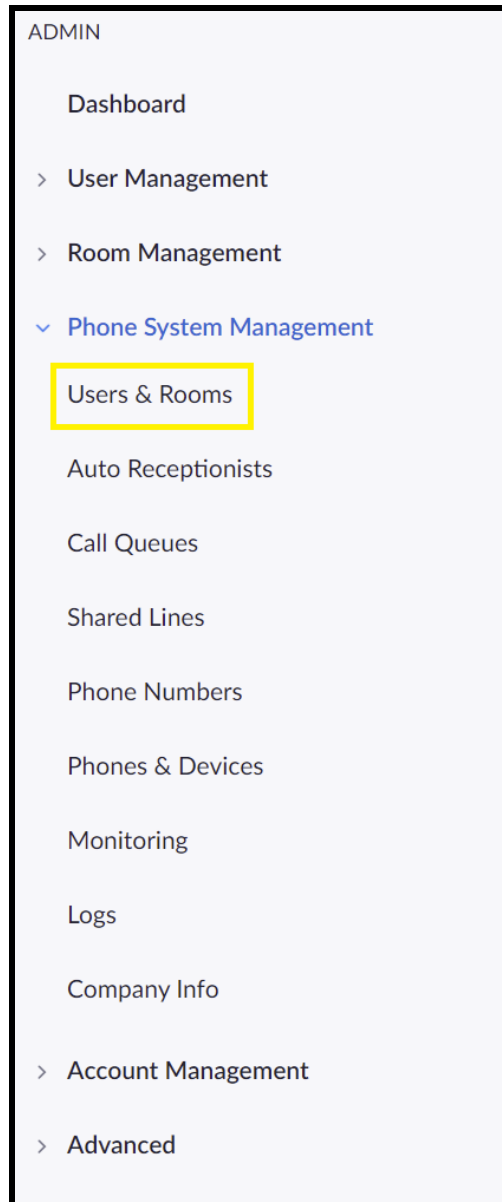 ADMIN
Dashboard
User Management
Room Management
Phone System Management
Users & Rooms
Auto Receptionists
Call Queues
Shared Lines
Phone Numbers
Phones & Devices
Monitoring
Logs
Company Info
Account Management
Advanced